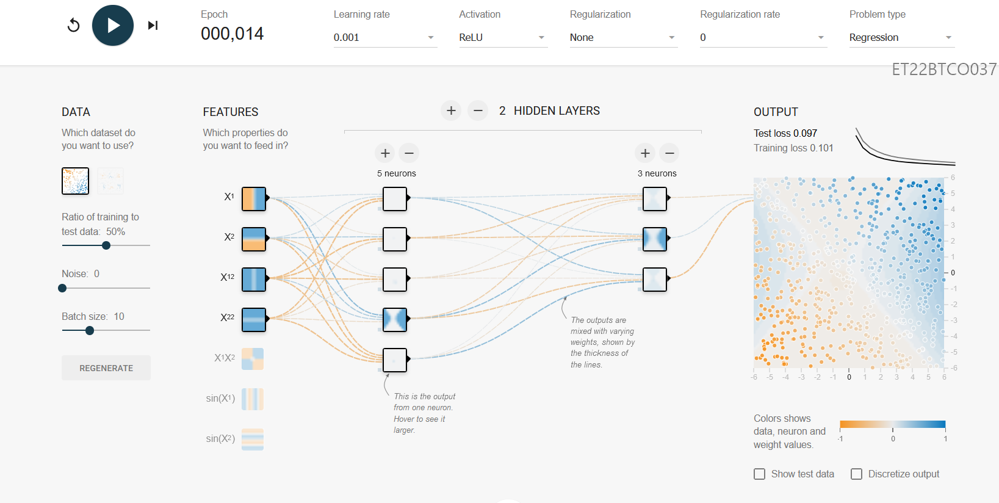 Epoch
000,014
Learning rate
0.001
Activation
ReLU
Regularization
None
Regularization rate
0
Problem type
Regression
ET22BTCO037
DATA
Which dataset do
you want to use?
Ratio of training to
test data: 50%
Noise: 0
Batch size: 10
REGENERATE
FEATURES
Which properties do
you want to feed in?
X1
X2
X12
X22
X1X2
sin(X1)
sin(X2)
+ − 2 HIDDEN LAYERS
+ −
5 neurons
+ −
3 neurons
This is the output
from one neuron.
Hover to see it
larger.
The outputs are
mixed with varying
weights, shown by
the thickness of
the lines.
OUTPUT
Test loss 0.097
Training loss 0.101
6
5
4
3
2
1
0
-1
-2
-3
-4
-5
-6
-6 -5 -4 -3 -2 -1 0 1 2 3 4 5 6
Colors shows
data, neuron and
weight values.
-1 0 1
Show test data
Discretize output